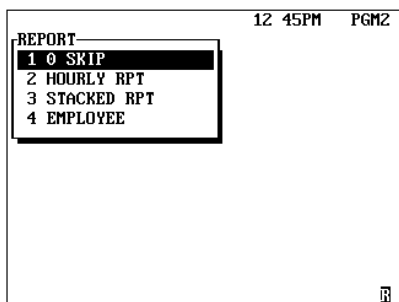 12 45PM PGM2
REPORT
1 0 SKIP
2 HOURLY RPT
3 STACKED RPT
4 EMPLOYEE
R